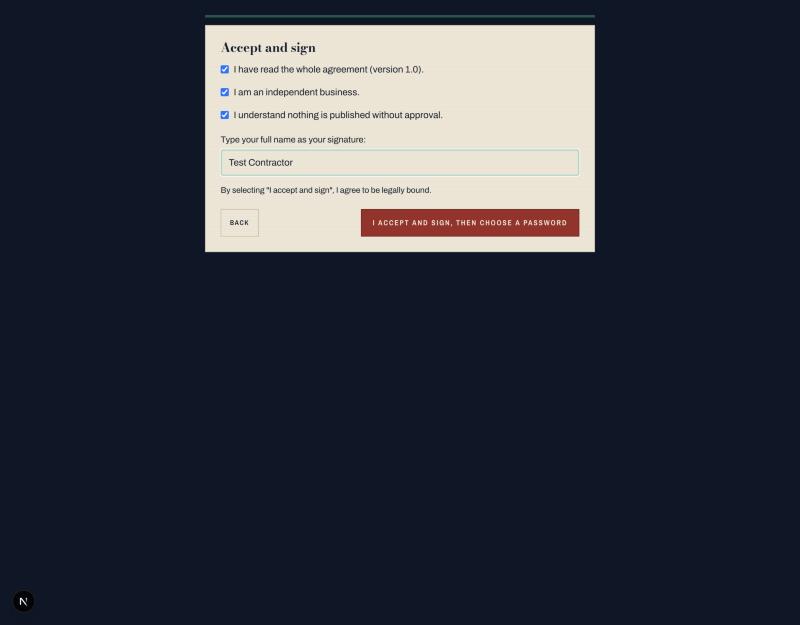 Accept and sign
I have read the whole agreement (version 1.0).
I am an independent business.
I understand nothing is published without approval.
Type your full name as your signature:
Test Contractor
By selecting "I accept and sign", I agree to be legally bound.
BACK
I ACCEPT AND SIGN, THEN CHOOSE A PASSWORD
N